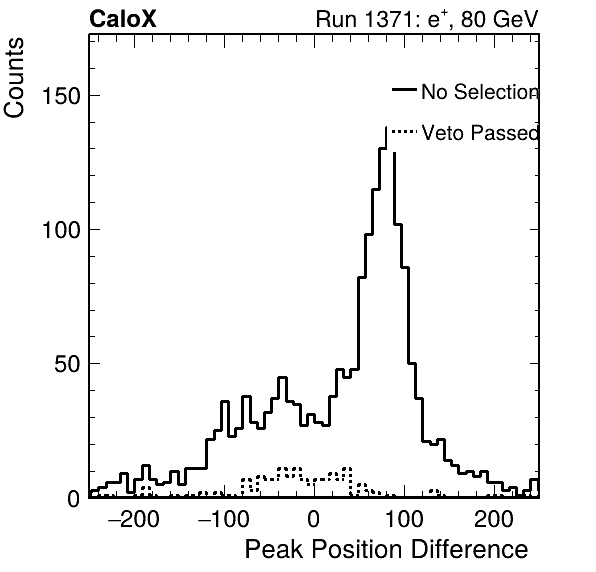 CaloX Run 1371: e⁺, 80 GeV
Counts
150
No Selection
Veto Passed
100
50
0
−200 −100 0 100 200
Peak Position Difference